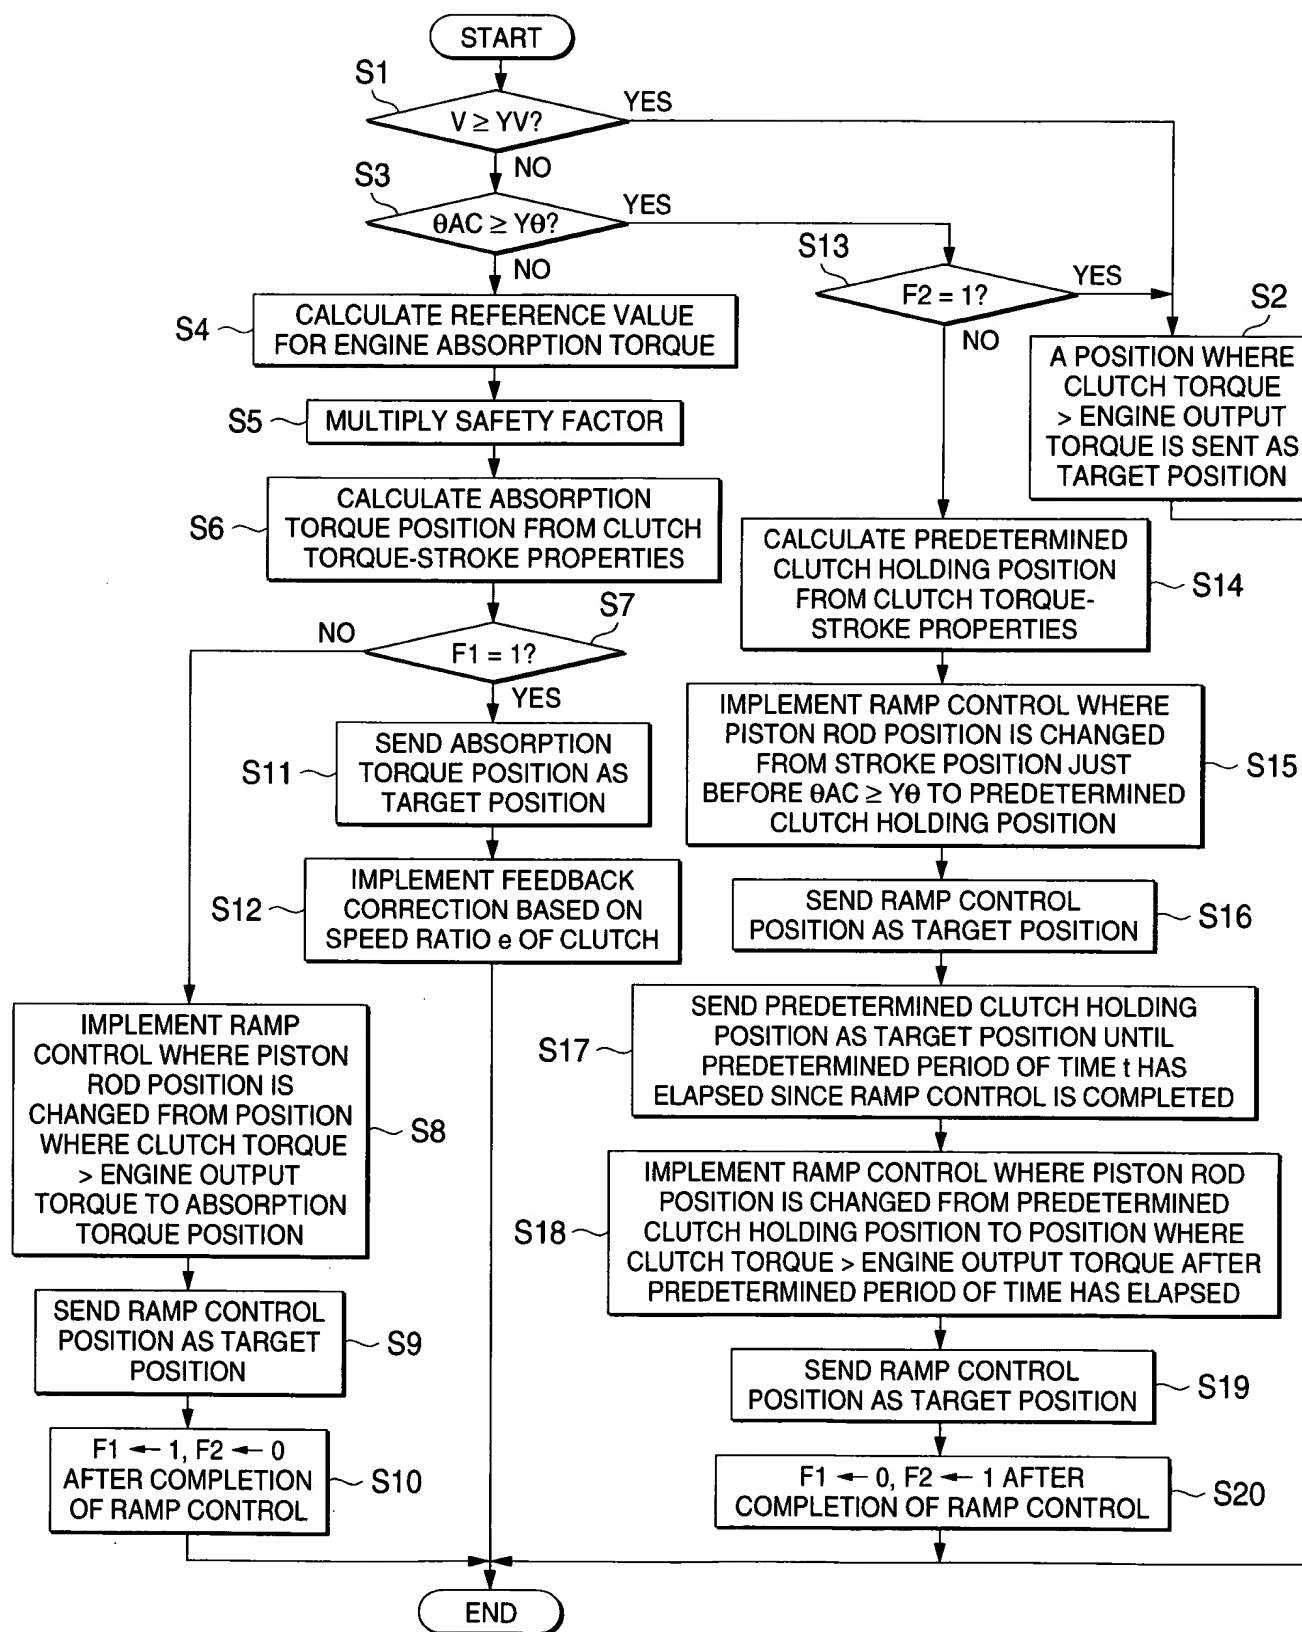 START
S1
V ≥ YV?
YES
NO
S3
θAC ≥ Yθ?
YES
NO
S13
F2 = 1?
YES
NO
S2
A POSITION WHERE
CLUTCH TORQUE
> ENGINE OUTPUT
TORQUE IS SENT AS
TARGET POSITION
S4
CALCULATE REFERENCE VALUE
FOR ENGINE ABSORPTION TORQUE
S5
MULTIPLY SAFETY FACTOR
S6
CALCULATE ABSORPTION
TORQUE POSITION FROM CLUTCH
TORQUE-STROKE PROPERTIES
S7
F1 = 1?
NO
YES
S11
SEND ABSORPTION
TORQUE POSITION AS
TARGET POSITION
S12
IMPLEMENT FEEDBACK
CORRECTION BASED ON
SPEED RATIO e OF CLUTCH
IMPLEMENT RAMP
CONTROL WHERE PISTON
ROD POSITION IS
CHANGED FROM POSITION
WHERE CLUTCH TORQUE
> ENGINE OUTPUT
TORQUE TO ABSORPTION
TORQUE POSITION
S8
SEND RAMP CONTROL
POSITION AS TARGET
POSITION
S9
F1 ← 1, F2 ← 0
AFTER COMPLETION
OF RAMP CONTROL
S10
CALCULATE PREDETERMINED
CLUTCH HOLDING POSITION
FROM CLUTCH TORQUE-
STROKE PROPERTIES
S14
IMPLEMENT RAMP CONTROL WHERE
PISTON ROD POSITION IS CHANGED
FROM STROKE POSITION JUST
BEFORE θAC ≥ Yθ TO PREDETERMINED
CLUTCH HOLDING POSITION
S15
SEND RAMP CONTROL
POSITION AS TARGET POSITION
S16
SEND PREDETERMINED CLUTCH HOLDING
POSITION AS TARGET POSITION UNTIL
PREDETERMINED PERIOD OF TIME t HAS
ELAPSED SINCE RAMP CONTROL IS COMPLETED
S17
IMPLEMENT RAMP CONTROL WHERE PISTON ROD
POSITION IS CHANGED FROM PREDETERMINED
CLUTCH HOLDING POSITION TO POSITION WHERE
CLUTCH TORQUE > ENGINE OUTPUT TORQUE AFTER
PREDETERMINED PERIOD OF TIME HAS ELAPSED
S18
SEND RAMP CONTROL
POSITION AS TARGET POSITION
S19
F1 ← 0, F2 ← 1 AFTER
COMPLETION OF RAMP CONTROL
S20
END